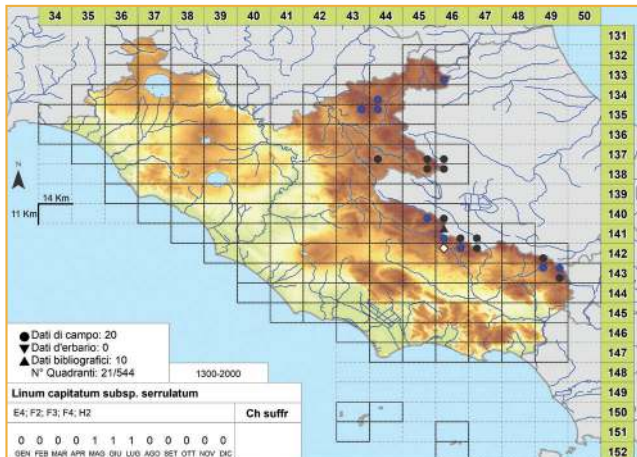 34 35 36 37 38 39 40 41 42 43 44 45 46 47 48 49 50
131
132
133
134
135
136
137
138
139
140
141
142
143
144
145
146
147
148
149
150
151
152
N
14 Km
11 Km
Dati di campo: 20
Dati d'erbario: 0
Dati bibliografici: 10
N° Quadranti: 21/544
1300-2000
Linum capitatum subsp. serrulatum
E4; F2; F3; F4; H2 Ch suffr
0 0 0 0 1 1 1 0 0 0 0 0
GEN FEB MAR APR MAG GIU LUG AGO SET OTT NOV DIC